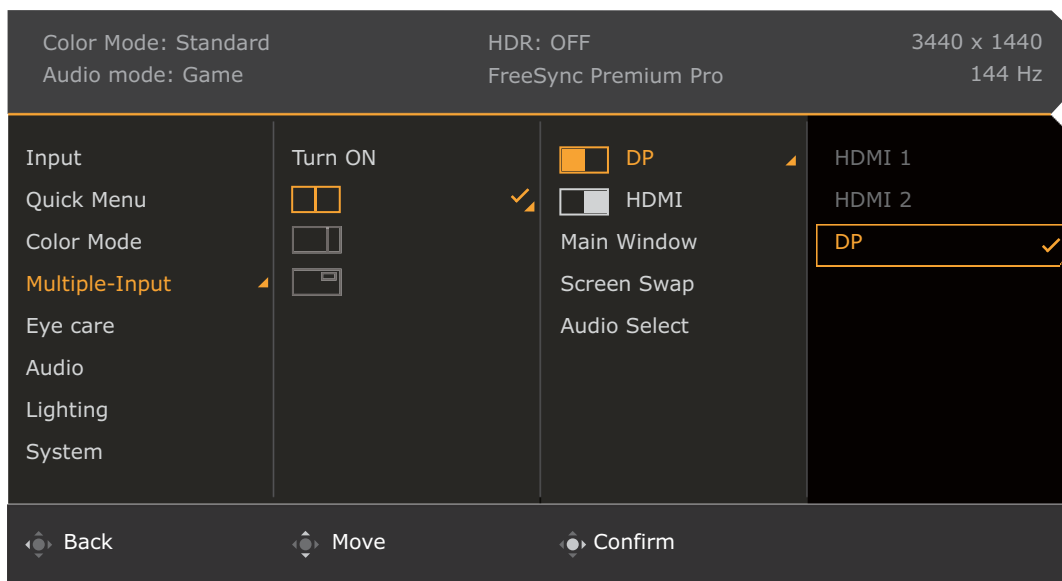 Color Mode: Standard
Audio mode: Game
HDR: OFF
FreeSync Premium Pro
3440 x 1440
144 Hz
Input
Quick Menu
Color Mode
Multiple-Input
Eye care
Audio
Lighting
System
Turn ON
DP
HDMI
Main Window
Screen Swap
Audio Select
HDMI 1
HDMI 2
DP
Back
Move
Confirm